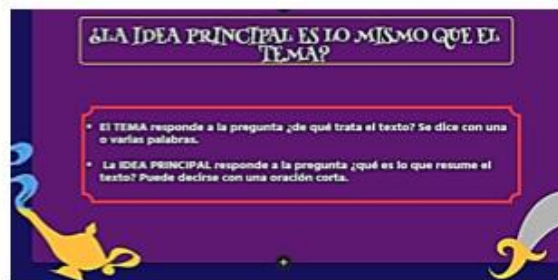 ¿LA IDEA PRINCIPAL ES LO MISMO QUE EL
TEMA?
• El TEMA responde a la pregunta ¿de qué trata el texto? Se dice con una
o varias palabras.
• La IDEA PRINCIPAL responde a la pregunta ¿qué es lo que resume el
texto? Puede decirse con una oración corta.